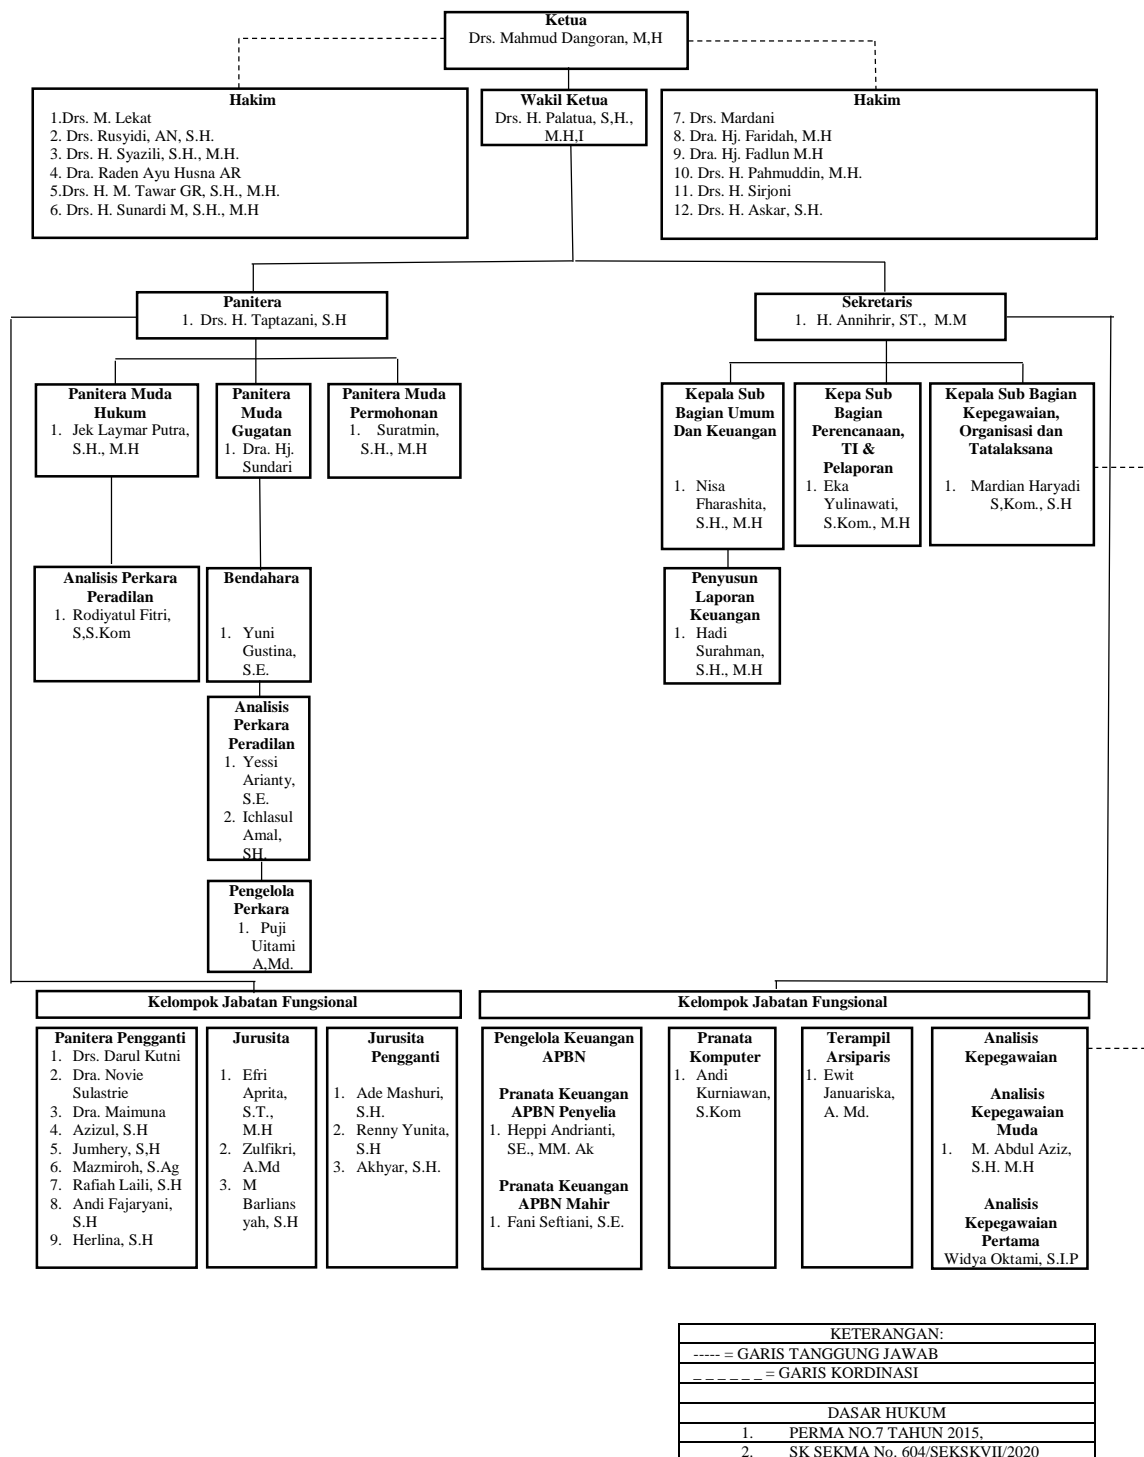 Ketua
Drs. Mahmud Dangoran, M,H
Hakim
1.Drs. M. Lekat
2. Drs. Rusyidi, AN, S.H.
3. Drs. H. Syazili, S.H., M.H.
4. Dra. Raden Ayu Husna AR
5.Drs. H. M. Tawar GR, S.H., M.H.
6. Drs. H. Sunardi M, S.H., M.H
Wakil Ketua
Drs. H. Palatua, S,H.,
M.H,I
Hakim
7. Drs. Mardani
8. Dra. Hj. Faridah, M.H
9. Dra. Hj. Fadlun M.H
10. Drs. H. Pahmuddin, M.H.
11. Drs. H. Sirjoni
12. Drs. H. Askar, S.H.
Panitera
1. Drs. H. Taptazani, S.H
Sekretaris
1. H. Annihrir, ST., M.M
Panitera Muda
Hukum
1. Jek Laymar Putra,
S.H., M.H
Panitera
Muda
Gugatan
1. Dra. Hj.
Sundari
Panitera Muda
Permohonan
1. Suratmin,
S.H., M.H
Kepala Sub
Bagian Umum
Dan Keuangan
1. Nisa
Fharashita,
S.H., M.H
Kepa Sub
Bagian
Perencanaan,
TI &
Pelaporan
1. Eka
Yulinawati,
S.Kom., M.H
Kepala Sub Bagian
Kepegawaian,
Organisasi dan
Tatalaksana
1. Mardian Haryadi
S,Kom., S.H
Analisis Perkara
Peradilan
1. Rodiyatul Fitri,
S,S.Kom
Bendahara
1. Yuni
Gustina,
S.E.
Penyusun
Laporan
Keuangan
1. Hadi
Surahman,
S.H., M.H
Analisis
Perkara
Peradilan
1. Yessi
Arianty,
S.E.
2. Ichlasul
Amal,
SH.
Pengelola
Perkara
1. Puji
Uitami
A,Md.
Kelompok Jabatan Fungsional
Kelompok Jabatan Fungsional
Panitera Pengganti
1. Drs. Darul Kutni
2. Dra. Novie
Sulastrie
3. Dra. Maimuna
4. Azizul, S.H
5. Jumhery, S,H
6. Mazmiroh, S.Ag
7. Rafiah Laili, S.H
8. Andi Fajaryani,
S.H
9. Herlina, S.H
Jurusita
1. Efri
Aprita,
S.T.,
M.H
2. Zulfikri,
A.Md
3. M
Barlians
yah, S.H
Jurusita
Pengganti
1. Ade Mashuri,
S.H.
2. Renny Yunita,
S.H
3. Akhyar, S.H.
Pengelola Keuangan
APBN
Pranata Keuangan
APBN Penyelia
1. Heppi Andrianti,
SE., MM. Ak
Pranata Keuangan
APBN Mahir
1. Fani Seftiani, S.E.
Pranata
Komputer
1. Andi
Kurniawan,
S.Kom
Terampil
Arsiparis
1. Ewit
Januariska,
A. Md.
Analisis
Kepegawaian
Analisis
Kepegawaian
Muda
1. M. Abdul Aziz,
S.H. M.H
Analisis
Kepegawaian
Pertama
Widya Oktami, S.I.P
KETERANGAN:
----- = GARIS TANGGUNG JAWAB
_ _ _ _ _ _ = GARIS KORDINASI
DASAR HUKUM
1. PERMA NO.7 TAHUN 2015,
2. SK SEKMA No. 604/SEKSKVII/2020